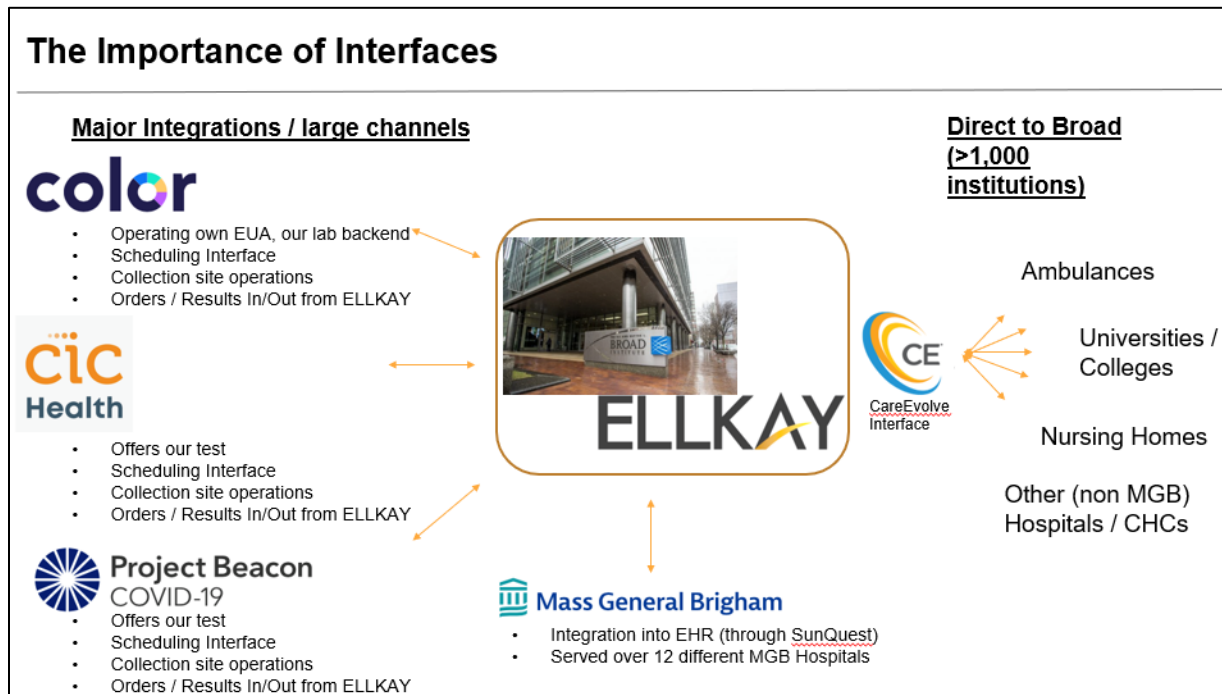 The Importance of Interfaces
Major Integrations / large channels
color
• Operating own EUA, our lab backend
• Scheduling Interface
• Collection site operations
• Orders / Results In/Out from ELLKAY
cic
Health
• Offers our test
• Scheduling Interface
• Collection site operations
• Orders / Results In/Out from ELLKAY
Project Beacon
COVID-19
• Offers our test
• Scheduling Interface
• Collection site operations
• Orders / Results In/Out from ELLKAY
BROAD
INSTITUTE
ELLKAY
Mass General Brigham
• Integration into EHR (through SunQuest)
• Served over 12 different MGB Hospitals
CE
CareEvolve
Interface
Direct to Broad
(>1,000
institutions)
Ambulances
Universities /
Colleges
Nursing Homes
Other (non MGB)
Hospitals / CHCs